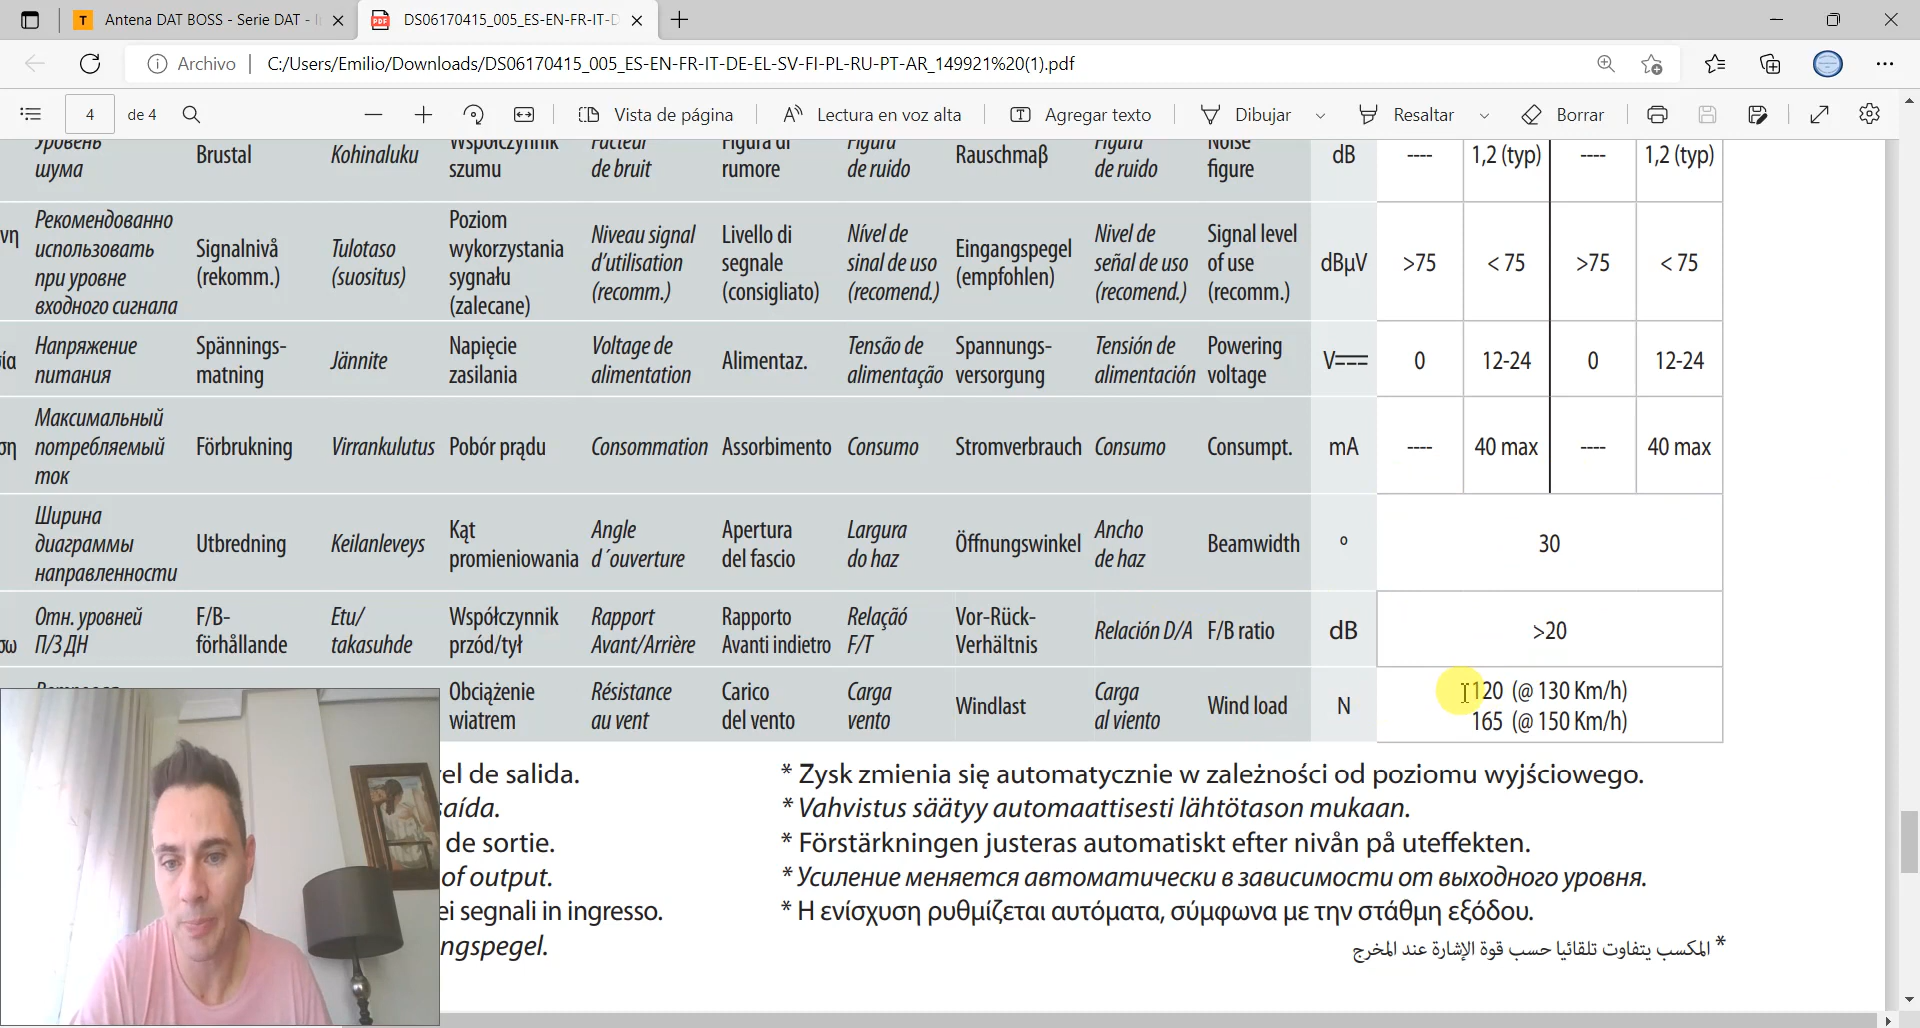 Antena DAT BOSS - Serie DAT -
DS06170415_005_ES-EN-FR-IT-D
Archivo C:/Users/Emilio/Downloads/DS06170415_005_ES-EN-FR-IT-DE-EL-SV-FI-PL-RU-PT-AR_149921%20(1).pdf
4 de 4 Vista de página Lectura en voz alta Agregar texto Dibujar Resaltar Borrar
Уровень шума Brustal Kohinaluku Współczynnik szumu Facteur de bruit Figura di rumore Figura de ruido Rauschmaβ Figura de ruido Noise figure dB ---- 1,2 (typ) ---- 1,2 (typ)
Рекомендованно использовать при уровне входного сигнала Signalnivå (rekomm.) Tulotaso (suositus) Poziom wykorzystania sygnału (zalecane) Niveau signal d'utilisation (recomm.) Livello di segnale (consigliato) Nível de sinal de uso (recomend.) Eingangspegel (empfohlen) Nivel de señal de uso (recomend.) Signal level of use (recomm.) dBμV >75 < 75 >75 < 75
Напряжение питания Spännings- matning Jännite Napięcie zasilania Voltage de alimentation Alimentaz. Tensão de alimentação Spannungs- versorgung Tensión de alimentación Powering voltage V 0 12-24 0 12-24
Максимальный потребляемый ток Förbrukning Virrankulutus Pobór prądu Consommation Assorbimento Consumo Stromverbrauch Consumo Consumpt. mA ---- 40 max ---- 40 max
Ширина диаграммы направленности Utbredning Keilanleveys Kąt promieniowania Angle d´ouverture Apertura del fascio Largura do haz Öffnungswinkel Ancho de haz Beamwidth º 30
Отн. уровней П/З ДН F/B- förhållande Etu/ takasuhde Współczynnik przód/tył Rapport Avant/Arrière Rapporto Avanti indietro Relaçãó F/T Vor-Rück- Verhältnis Relación D/A F/B ratio dB >20
Obciążenie wiatrem Résistance au vent Carico del vento Carga vento Windlast Carga al viento Wind load N 120 (@ 130 Km/h)
165 (@ 150 Km/h)
el de salida.
saída.
de sortie.
of output.
ei segnali in ingresso.
ngspegel.
* Zysk zmienia się automatycznie w zależności od poziomu wyjściowego.
* Vahvistus säätyy automaattisesti lähtötason mukaan.
* Förstärkningen justeras automatiskt efter nivån på uteffekten.
* Усиление меняется автоматически в зависимости от выходного уровня.
* Η ενίσχυση ρυθμίζεται αυτόματα, σύμφωνα με την στάθμη εξόδου.
* المكسب يتفاوت تلقائيا حسب قوة الإشارة عند المخرج